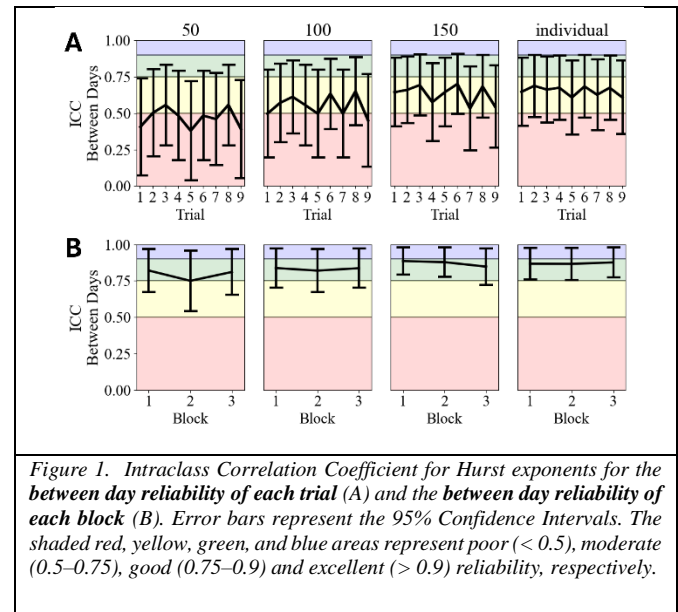 50 100 150 individual
A
1.00
0.75
0.50
0.25
0.00
ICC
Between Days
1 2 3 4 5 6 7 8 9 1 2 3 4 5 6 7 8 9 1 2 3 4 5 6 7 8 9 1 2 3 4 5 6 7 8 9
Trial Trial Trial Trial
B
1.00
0.75
0.50
0.25
0.00
ICC
Between Days
1 2 3 1 2 3 1 2 3 1 2 3
Block Block Block Block
Figure 1. Intraclass Correlation Coefficient for Hurst exponents for the
between day reliability of each trial (A) and the between day reliability of
each block (B). Error bars represent the 95% Confidence Intervals. The
shaded red, yellow, green, and blue areas represent poor (< 0.5), moderate
(0.5–0.75), good (0.75–0.9) and excellent (> 0.9) reliability, respectively.